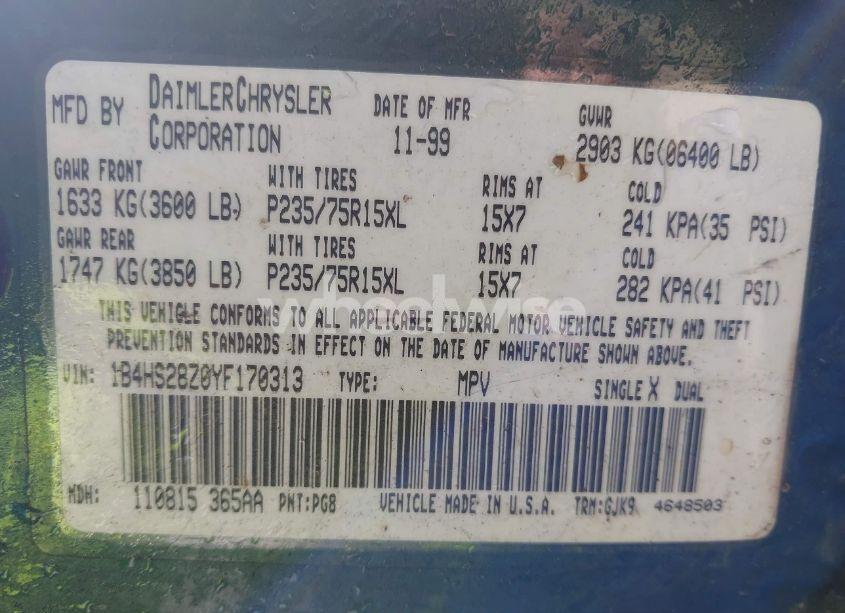 MFD BY DAIMLERCHRYSLER CORPORATION DATE OF MFR 11-99 GVWR 2903 KG(06400 LB)
GAWR FRONT WITH TIRES RIMS AT COLD
1633 KG(3600 LB) P235/75R15XL 15X7 241 KPA(35 PSI)
GAWR REAR WITH TIRES RIMS AT COLD
1747 KG(3850 LB) P235/75R15XL 15X7 282 KPA(41 PSI)
wheelwise
THIS VEHICLE CONFORMS TO ALL APPLICABLE FEDERAL MOTOR VEHICLE SAFETY AND THEFT
PREVENTION STANDARDS IN EFFECT ON THE DATE OF MANUFACTURE SHOWN ABOVE.
VIN: 1B4HS28Z0YF170313 TYPE: MPV SINGLE X DUAL
MDH: 110815 365AA PNT:PG8 VEHICLE MADE IN U.S.A. TRM:GJK9 4648503